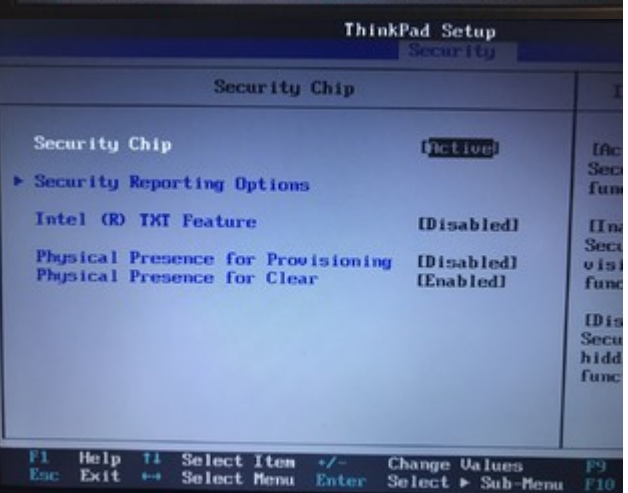 ThinkPad Setup
Security
Security Chip
Security Chip [Active]
▶ Security Reporting Options
Intel (R) TXT Feature [Disabled]
Physical Presence for Provisioning [Disabled]
Physical Presence for Clear [Enabled]
F1 Help ↑↓ Select Item +/- Change Values F9
Esc Exit ↔ Select Menu Enter Select ▶ Sub-Menu F10